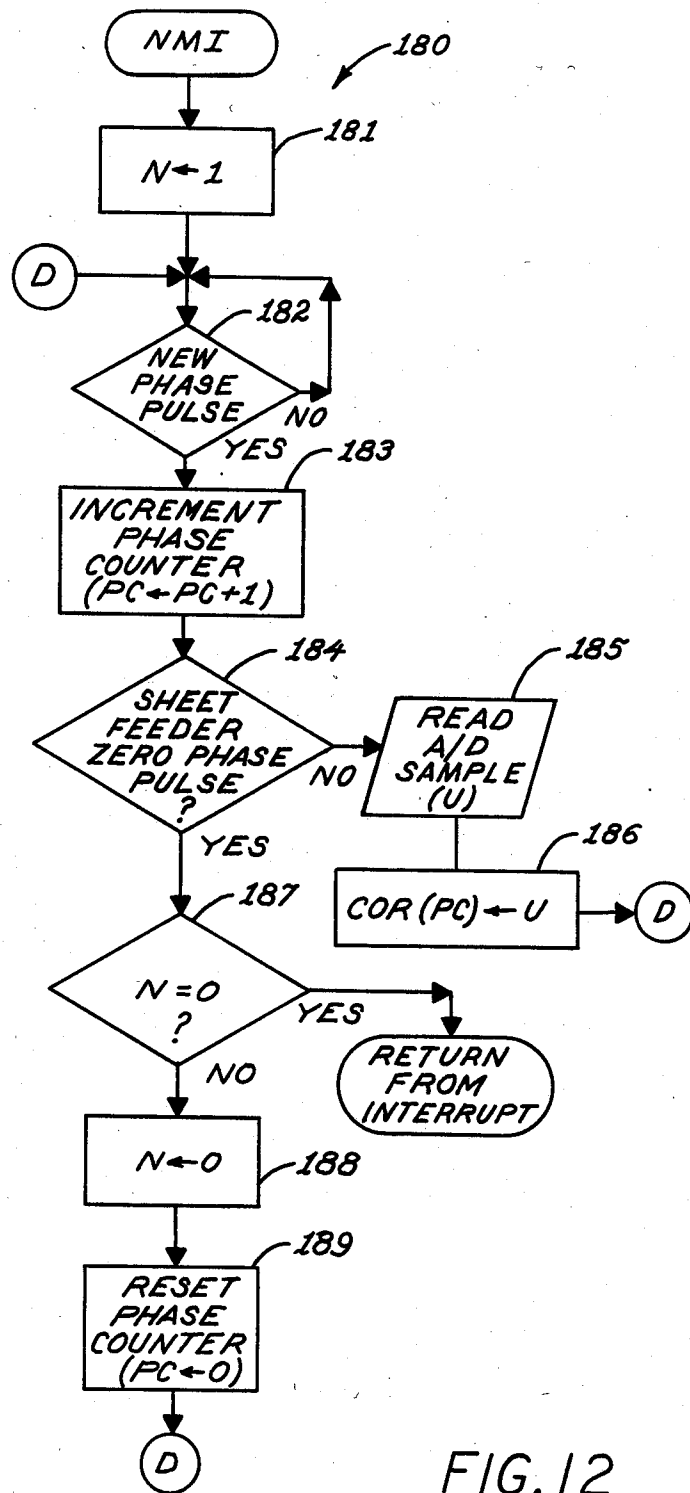 NMI
180
181
N←1
D
182
NEW
PHASE
PULSE
NO
YES
183
INCREMENT
PHASE
COUNTER
(PC←PC+1)
184
SHEET
FEEDER
ZERO PHASE
PULSE
?
NO
YES
185
READ
A/D
SAMPLE
(U)
186
COR(PC)←U
D
187
N=0
?
YES
NO
RETURN
FROM
INTERRUPT
N←0
188
189
RESET
PHASE
COUNTER
(PC←0)
D
FIG.12